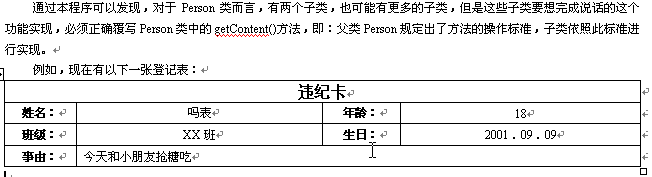 通过本程序可以发现，对于 Person 类而言，有两个子类，也可能有更多的子类，但是这些子类要想完成说话的这个
功能实现，必须正确覆写 Person 类中的 getContent()方法，即：父类 Person 规定出了方法的操作标准，子类依照此标准进
行实现。
例如，现在有以下一张登记表：
违纪卡
姓名： 吗表 年龄： 18
班级： XX 班 生日： 2001．09．09
事由： 今天和小朋友抢糖吃